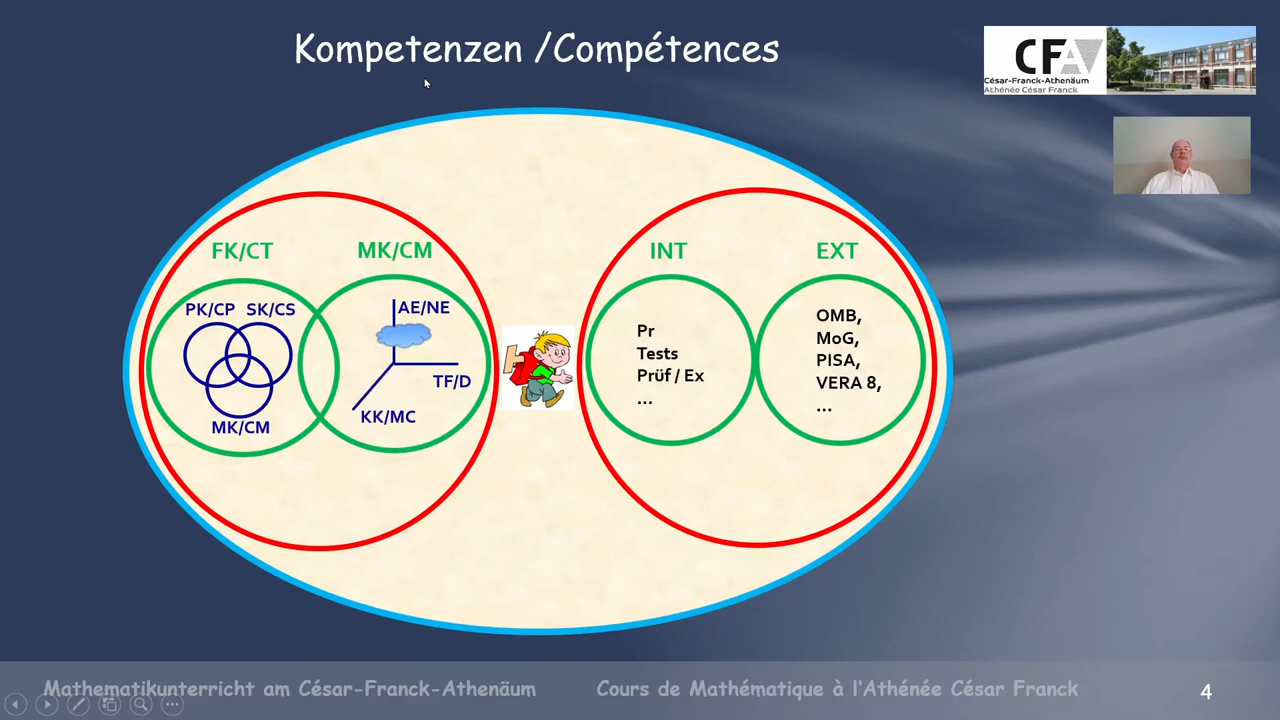 Kompetenzen /Compétences
CFA
César-Franck-Athenäum
Athénée César Franck
FK/CT
MK/CM
PK/CP
SK/CS
MK/CM
AE/NE
TF/D
KK/MC
INT
Pr
Tests
Prüf / Ex
...
EXT
OMB,
MoG,
PISA,
VERA 8,
...
Mathematikunterricht am César-Franck-Athenäum
Cours de Mathématique à l'Athénée César Franck
4